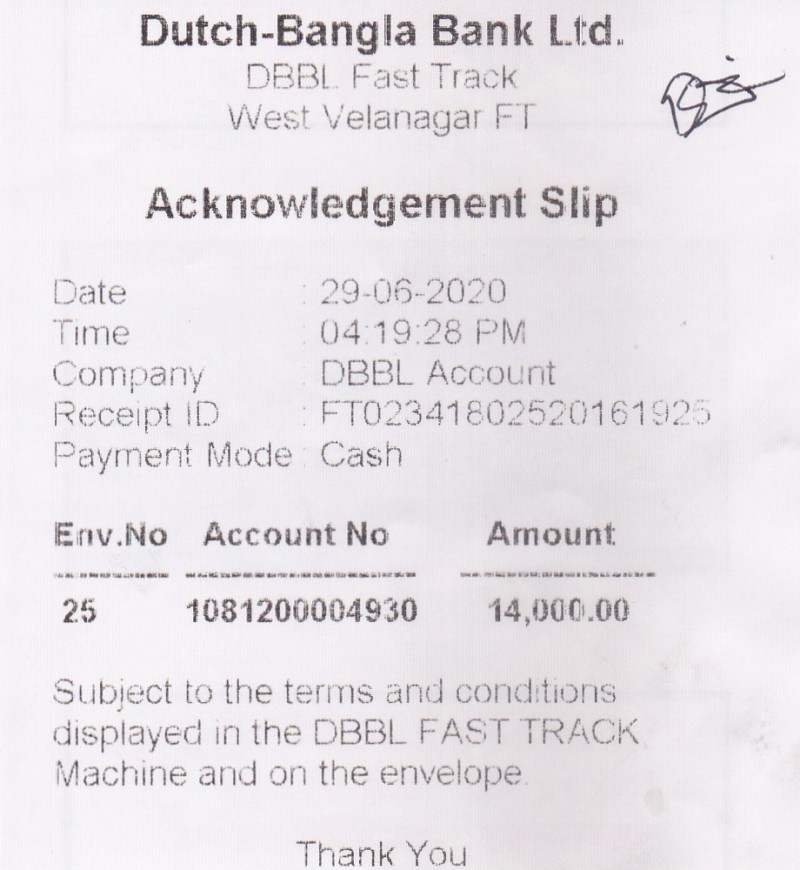 Dutch-Bangla Bank Ltd.
DBBL Fast Track
West Velanagar FT
Acknowledgement Slip
Date : 29-06-2020
Time : 04:19:28 PM
Company : DBBL Account
Receipt ID : FT02341802520161925
Payment Mode : Cash
Env.No Account No Amount
25 1081200004930 14,000.00
Subject to the terms and conditions
displayed in the DBBL FAST TRACK
Machine and on the envelope.
Thank You